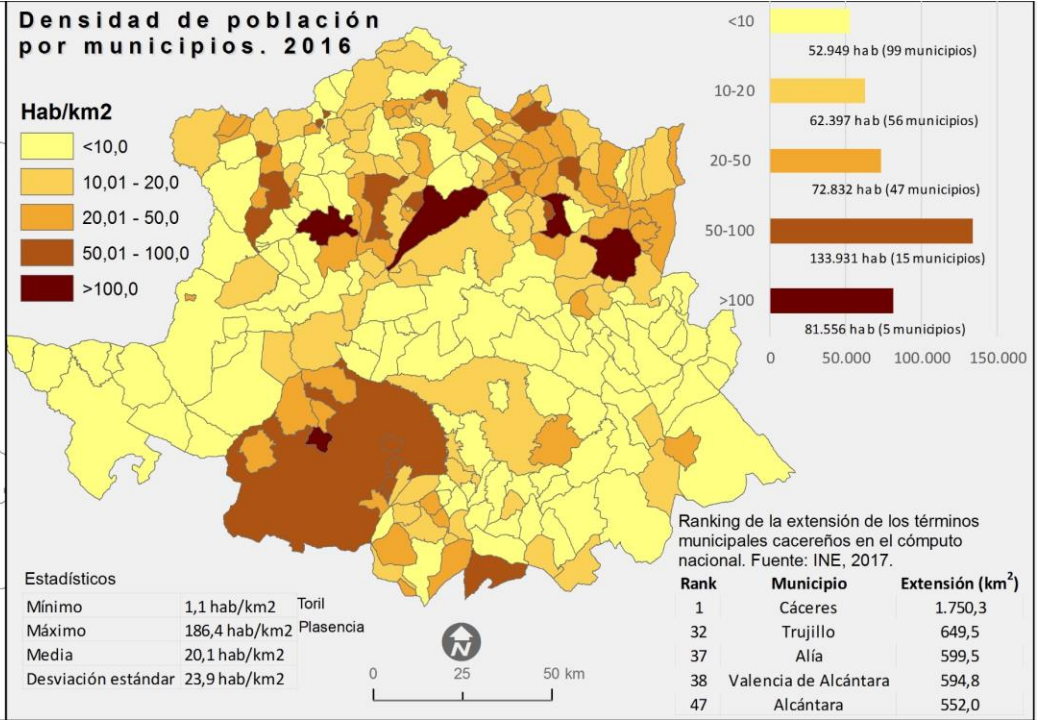 Densidad de población
por municipios. 2016
Hab/km2
<10,0
10,01 - 20,0
20,01 - 50,0
50,01 - 100,0
>100,0
<10
52.949 hab (99 municipios)
10-20
62.397 hab (56 municipios)
20-50
72.832 hab (47 municipios)
50-100
133.931 hab (15 municipios)
>100
81.556 hab (5 municipios)
0 50.000 100.000 150.000
Estadísticos
Mínimo 1,1 hab/km2 Toril
Máximo 186,4 hab/km2 Plasencia
Media 20,1 hab/km2
Desviación estándar 23,9 hab/km2
N
0 25 50 km
Ranking de la extensión de los términos
municipales cacereños en el cómputo
nacional. Fuente: INE, 2017.
Rank Municipio Extensión (km²)
1 Cáceres 1.750,3
32 Trujillo 649,5
37 Alía 599,5
38 Valencia de Alcántara 594,8
47 Alcántara 552,0